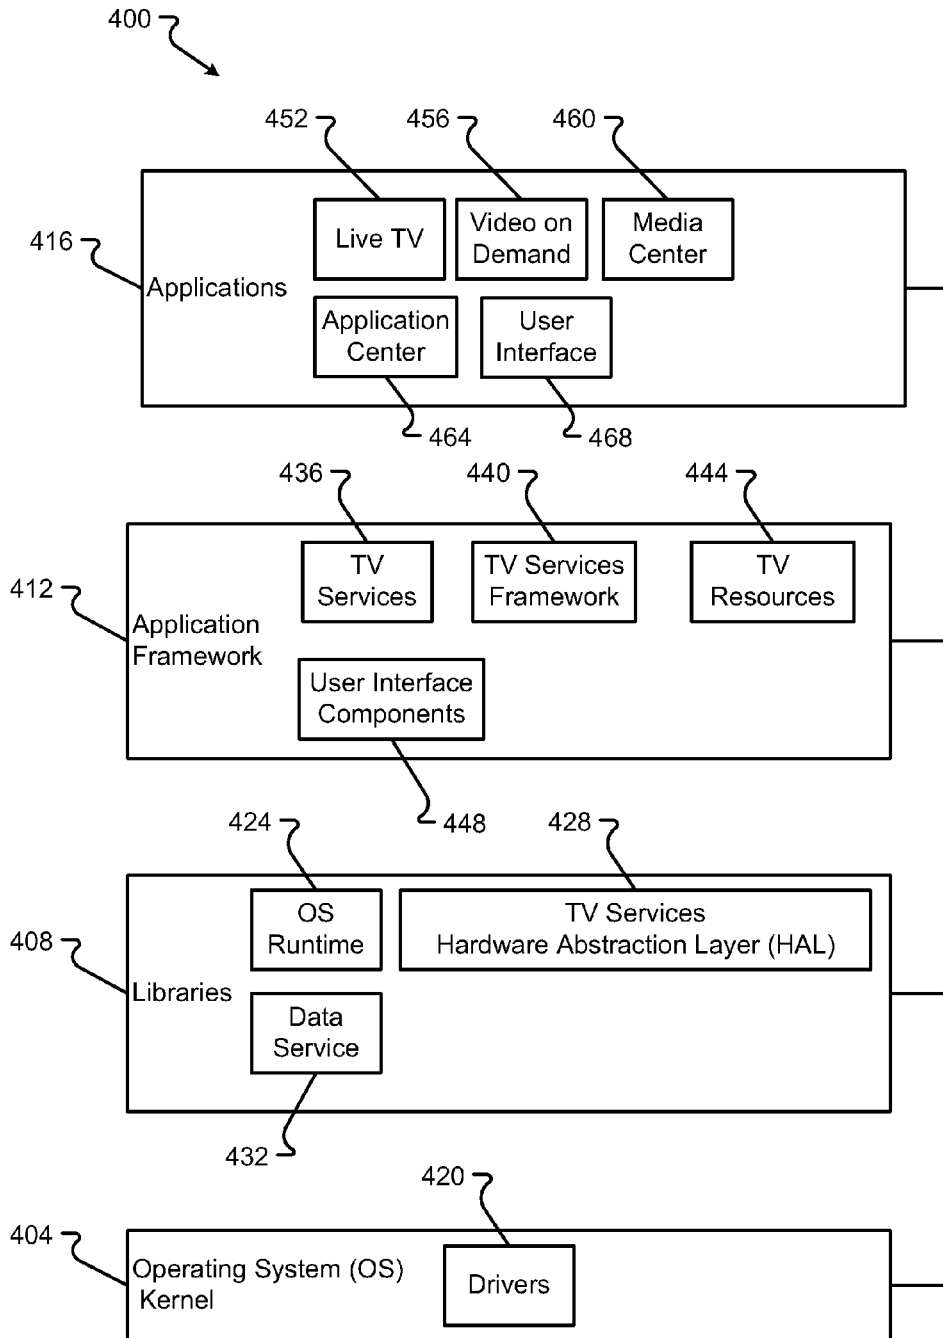 400
452
456
460
416
Applications
Live TV
Video on
Demand
Media
Center
Application
Center
User
Interface
464
468
436
440
444
412
Application
Framework
TV
Services
TV Services
Framework
TV
Resources
User Interface
Components
448
424
428
408
Libraries
OS
Runtime
TV Services
Hardware Abstraction Layer (HAL)
Data
Service
432
420
404
Operating System (OS)
Kernel
Drivers